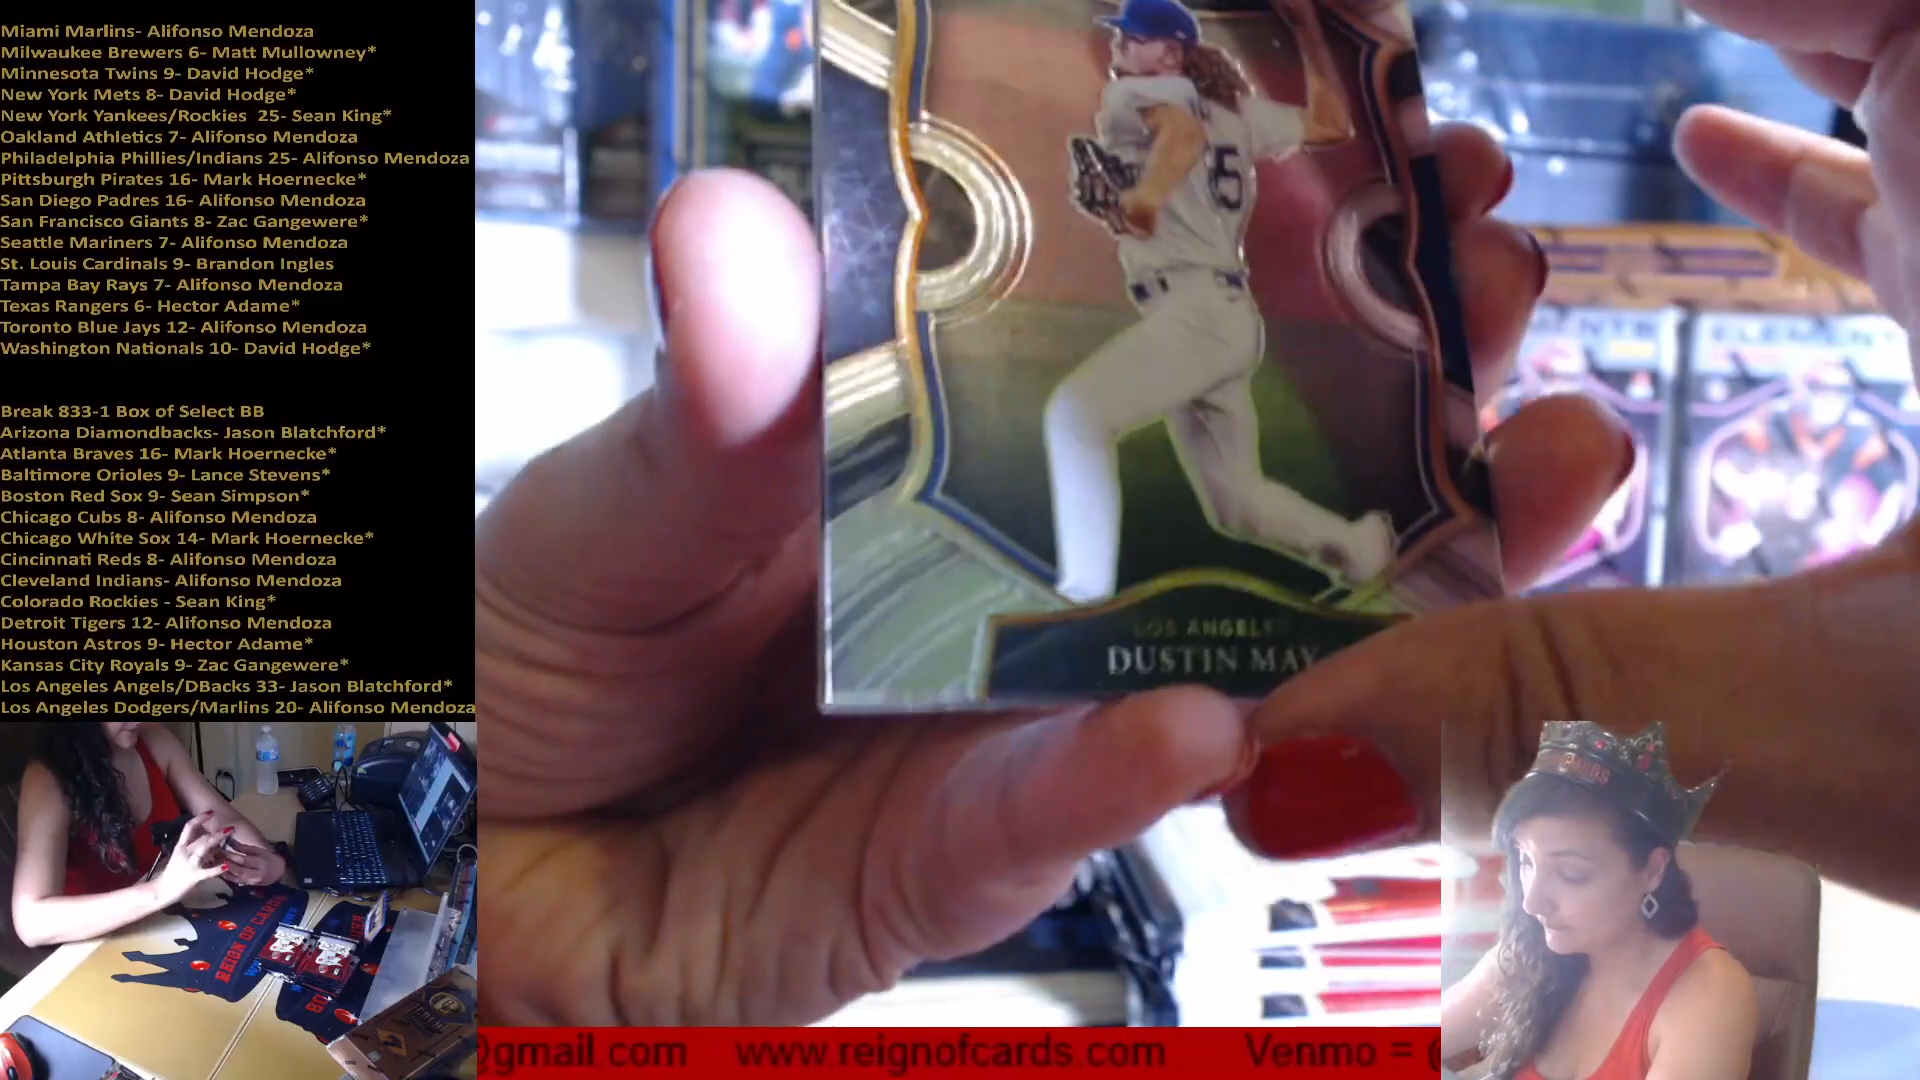 Miami Marlins- Alifonso Mendoza
Milwaukee Brewers 6- Matt Mullowney*
Minnesota Twins 9- David Hodge*
New York Mets 8- David Hodge*
New York Yankees/Rockies 25- Sean King*
Oakland Athletics 7- Alifonso Mendoza
Philadelphia Phillies/Indians 25- Alifonso Mendoza
Pittsburgh Pirates 16- Mark Hoernecke*
San Diego Padres 16- Alifonso Mendoza
San Francisco Giants 8- Zac Gangewere*
Seattle Mariners 7- Alifonso Mendoza
St. Louis Cardinals 9- Brandon Ingles
Tampa Bay Rays 7- Alifonso Mendoza
Texas Rangers 6- Hector Adame*
Toronto Blue Jays 12- Alifonso Mendoza
Washington Nationals 10- David Hodge*
Break 833-1 Box of Select BB
Arizona Diamondbacks- Jason Blatchford*
Atlanta Braves 16- Mark Hoernecke*
Baltimore Orioles 9- Lance Stevens*
Boston Red Sox 9- Sean Simpson*
Chicago Cubs 8- Alifonso Mendoza
Chicago White Sox 14- Mark Hoernecke*
Cincinnati Reds 8- Alifonso Mendoza
Cleveland Indians- Alifonso Mendoza
Colorado Rockies - Sean King*
Detroit Tigers 12- Alifonso Mendoza
Houston Astros 9- Hector Adame*
Kansas City Royals 9- Zac Gangewere*
Los Angeles Angels/DBacks 33- Jason Blatchford*
Los Angeles Dodgers/Marlins 20- Alifonso Mendoza
LOS ANGELE
DUSTIN MAY
REIGN OF CARDS
@gmail com www.reignofcards.com Venmo = (